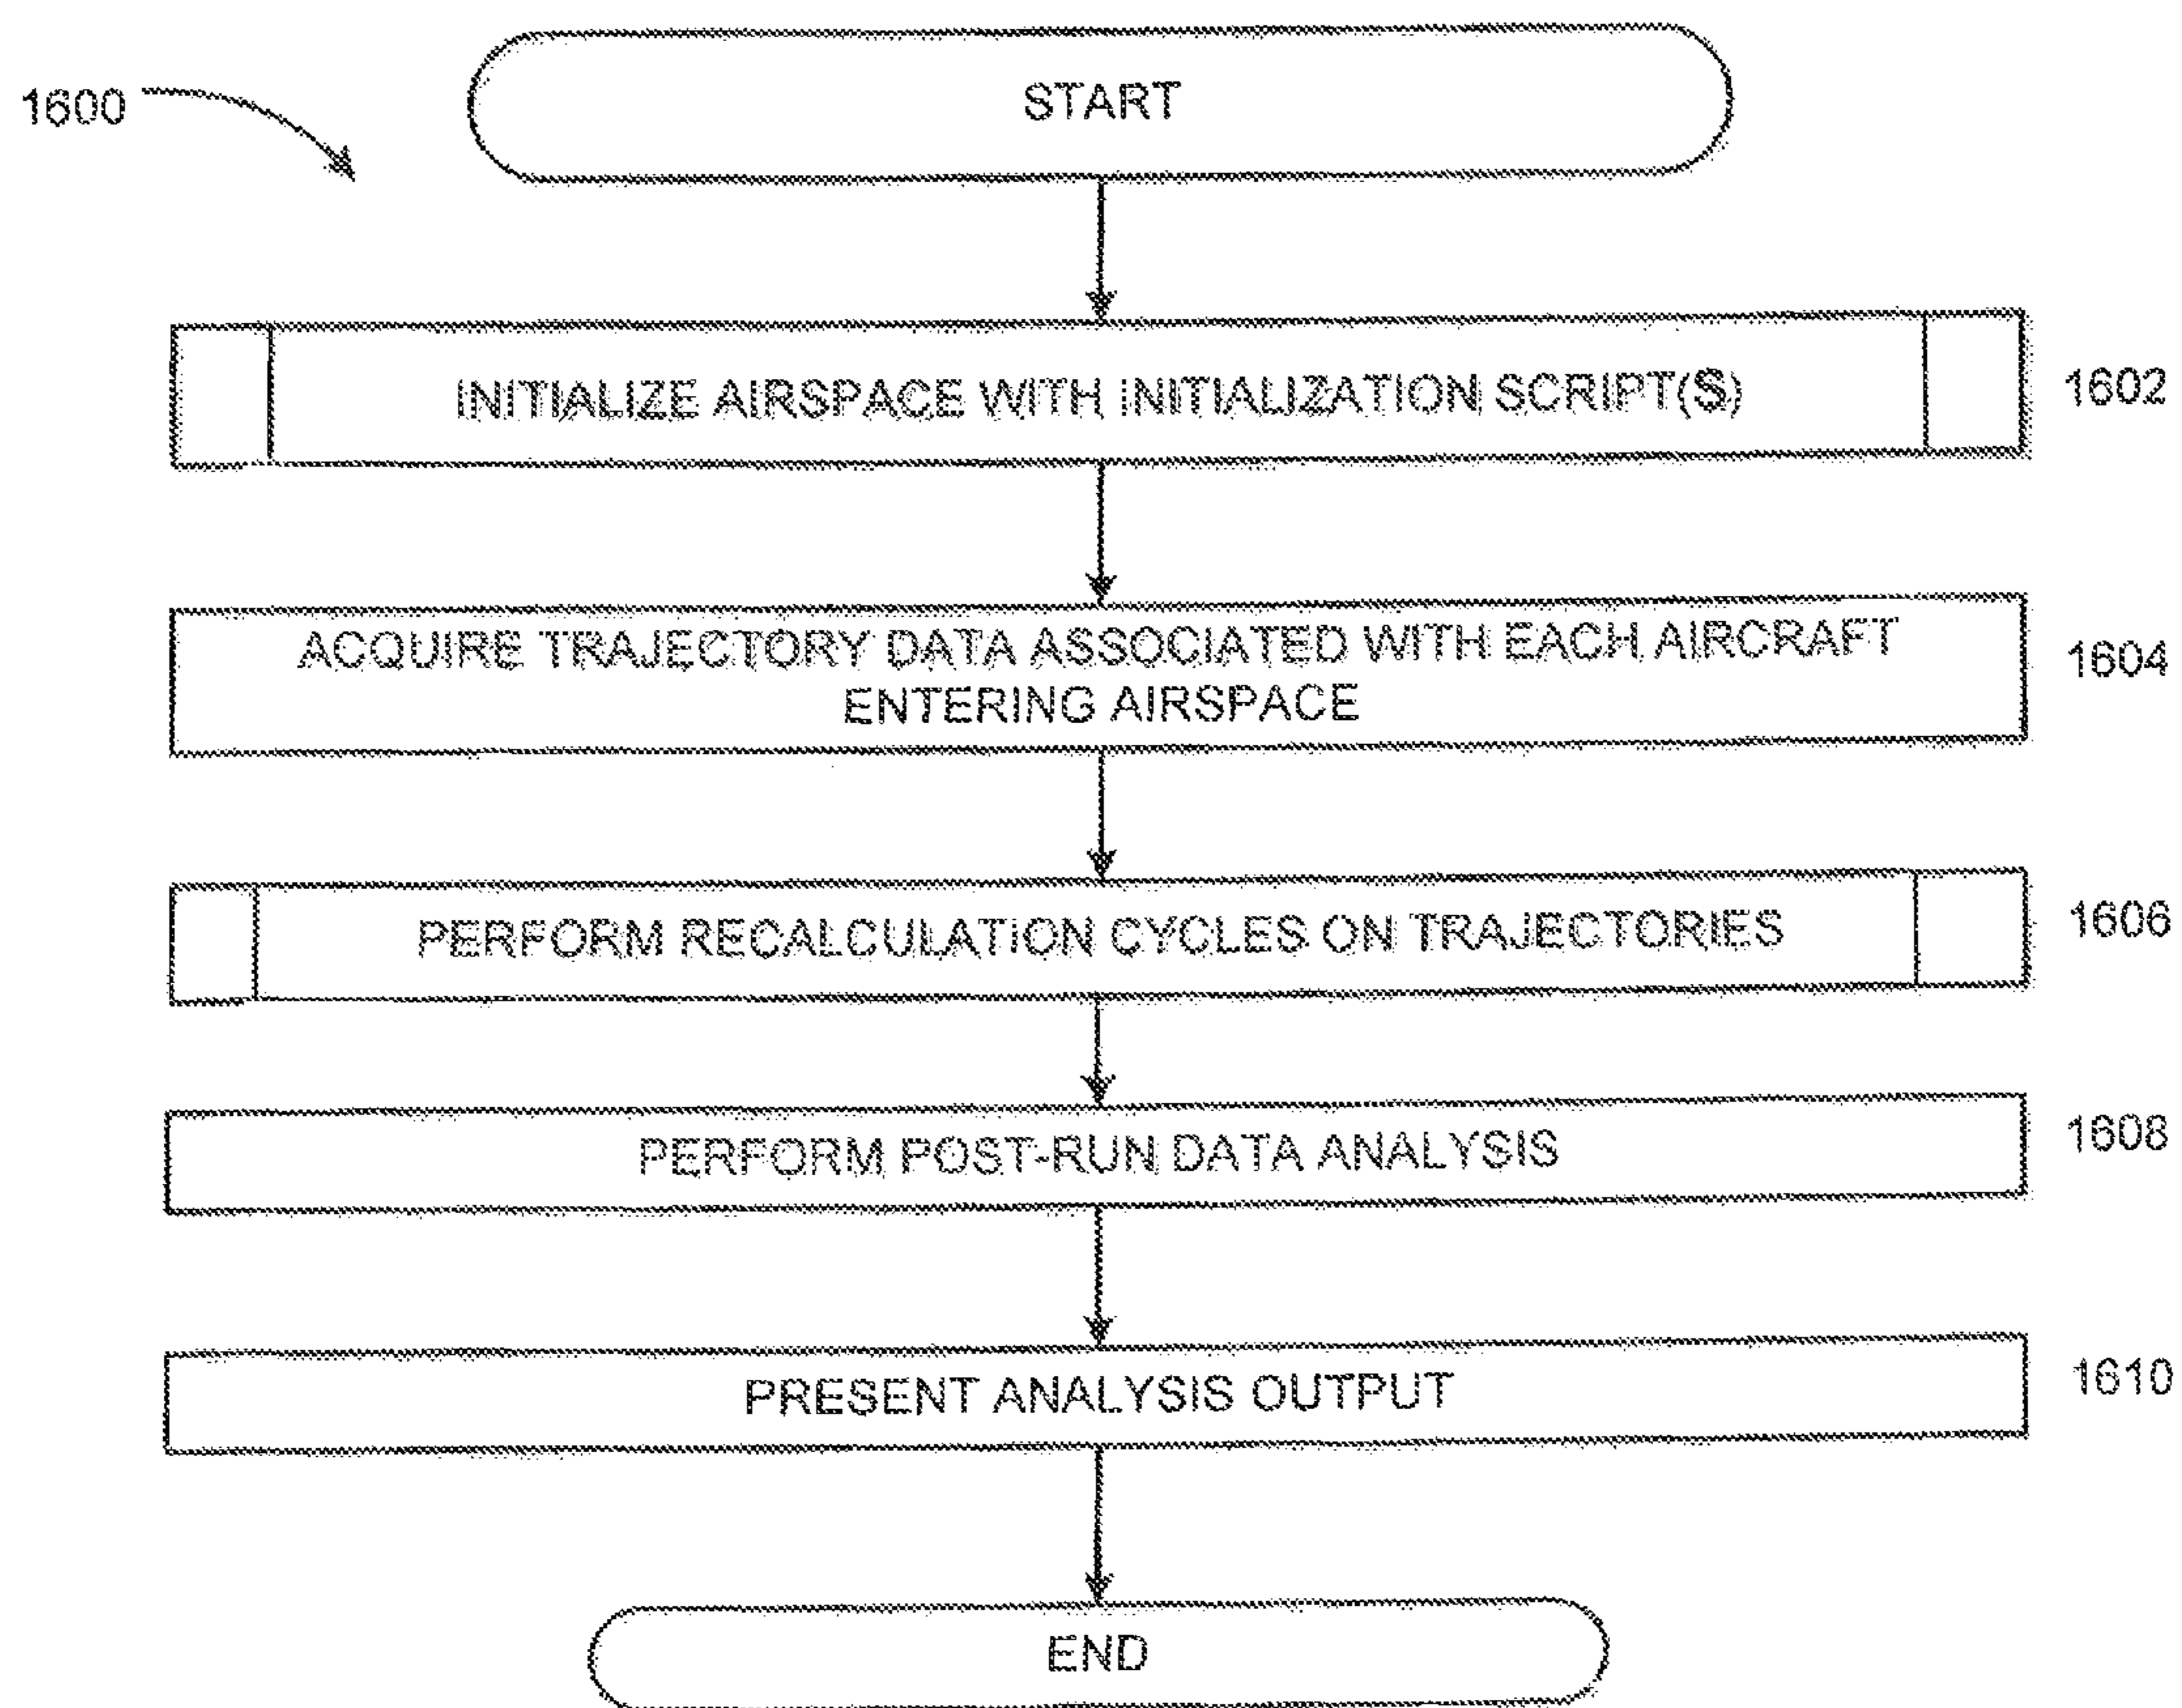 1600
START
INITIALIZE AIRSPACE WITH INITIALIZATION SCRIPT(S)
1602
ACQUIRE TRAJECTORY DATA ASSOCIATED WITH EACH AIRCRAFT
ENTERING AIRSPACE
1604
PERFORM RECALCULATION CYCLES ON TRAJECTORIES
1606
PERFORM POST-RUN DATA ANALYSIS
1608
PRESENT ANALYSIS OUTPUT
1610
END